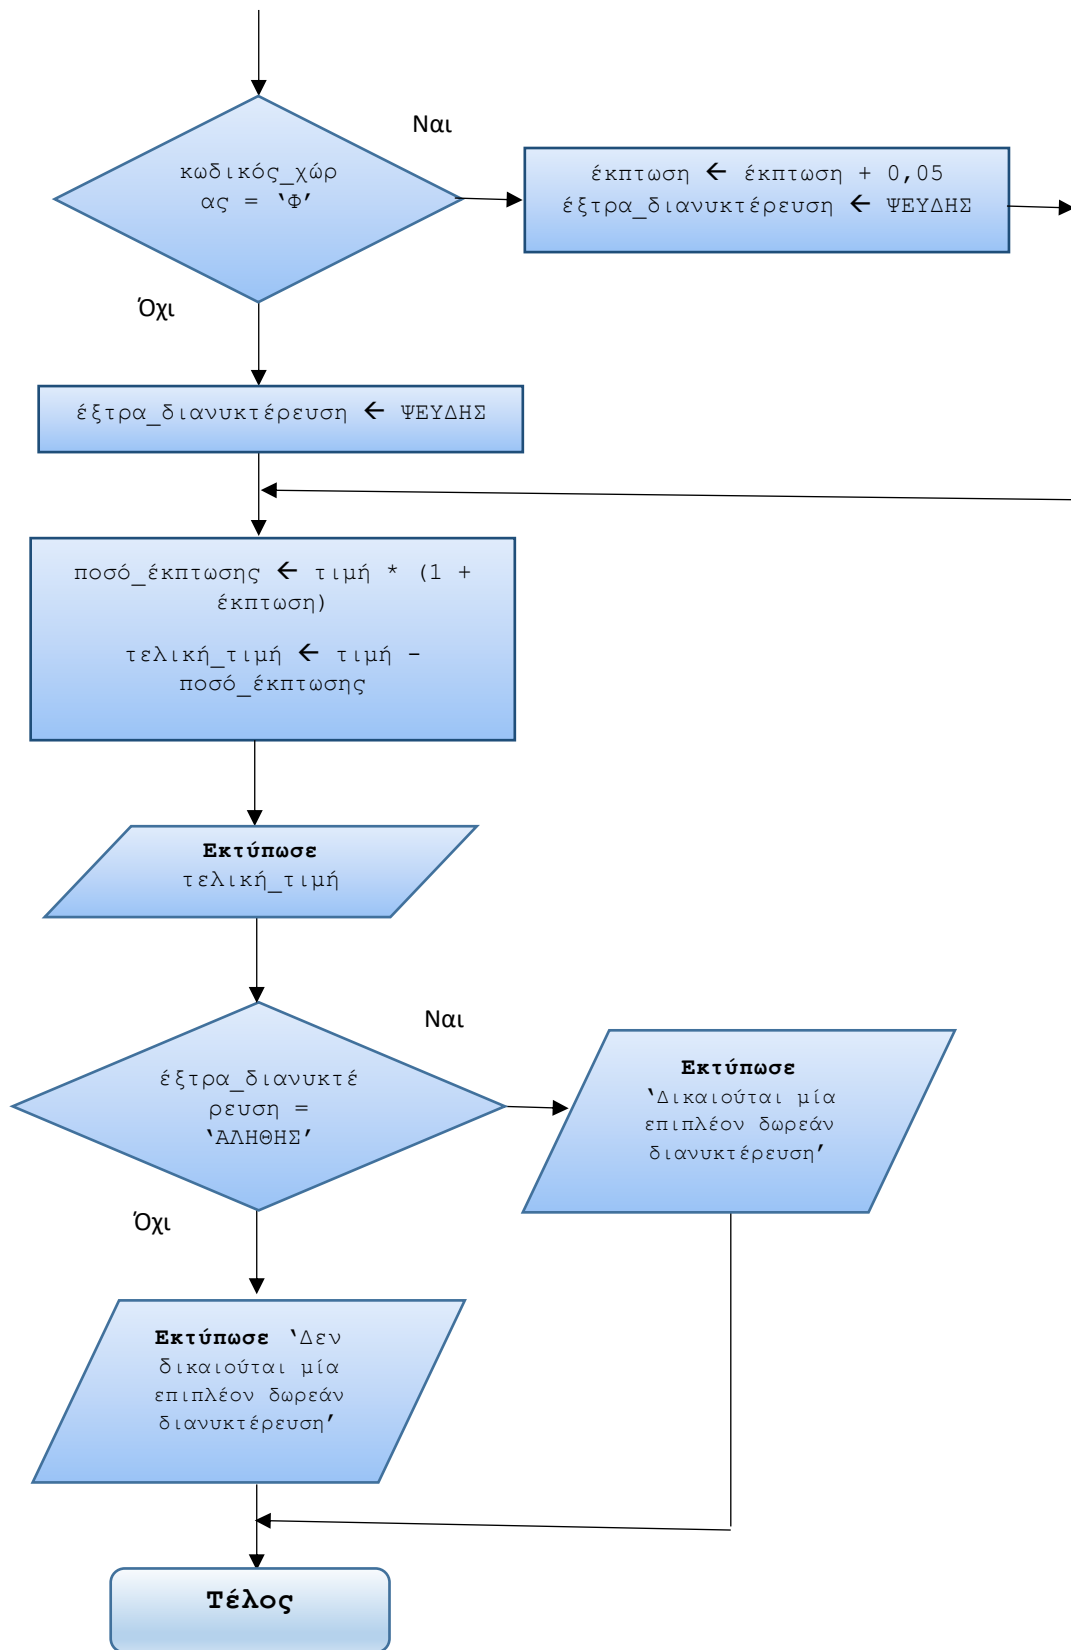 Ναι
κωδικός_χώρ
ας = ‘Φ’
έκπτωση ← έκπτωση + 0,05
έξτρα_διανυκτέρευση ← ΨΕΥΔΗΣ
Όχι
έξτρα_διανυκτέρευση ← ΨΕΥΔΗΣ
ποσό_έκπτωσης ← τιμή * (1 +
έκπτωση)
τελική_τιμή ← τιμή –
ποσό_έκπτωσης
Εκτύπωσε
τελική_τιμή
Ναι
έξτρα_διανυκτέ
ρευση =
‘ΑΛΗΘΗΣ’
Εκτύπωσε
‘Δικαιούται μία
επιπλέον δωρεάν
διανυκτέρευση’
Όχι
Εκτύπωσε ‘Δεν
δικαιούται μία
επιπλέον δωρεάν
διανυκτέρευση’
Τέλος